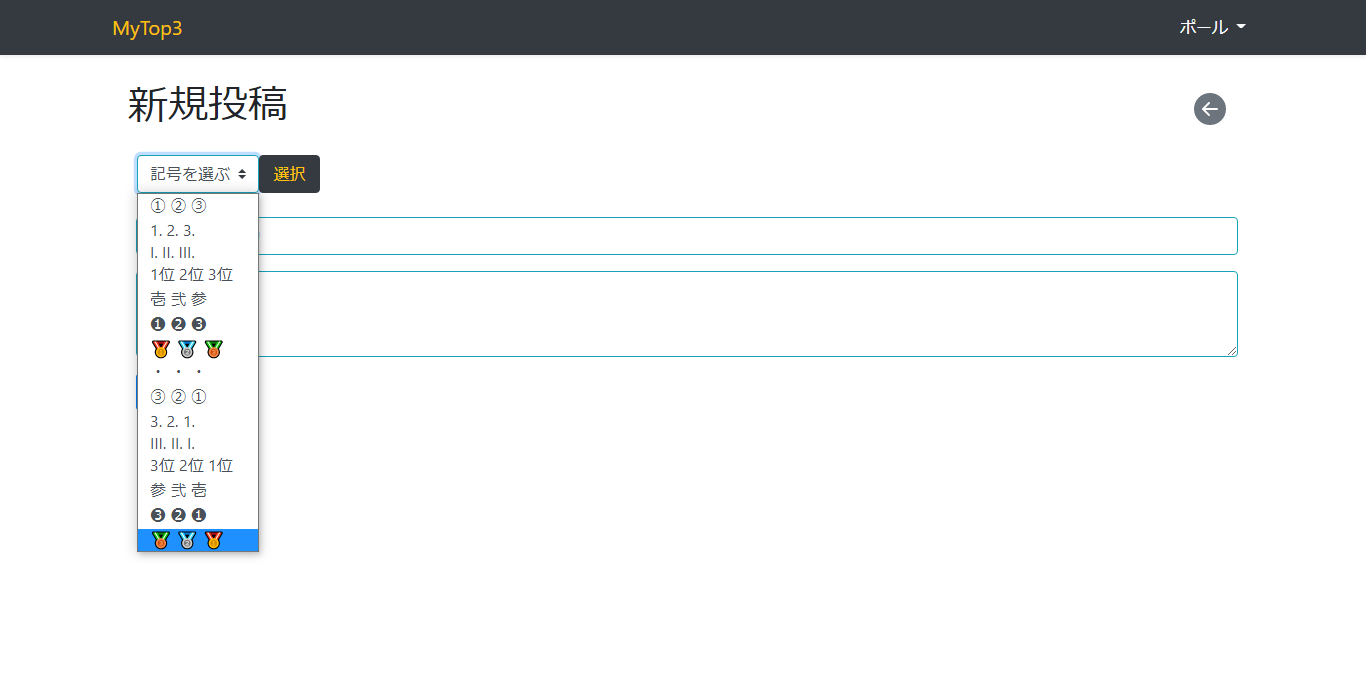 MyTop3
ポール
新規投稿
記号を選ぶ 選択
① ② ③
1. 2. 3.
I. II. III.
1位 2位 3位
壱 弐 参
❶ ❷ ❸
🥇 🥈 🥉
・ ・ ・
③ ② ①
3. 2. 1.
III. II. I.
3位 2位 1位
参 弐 壱
❸ ❷ ❶
🥉 🥈 🥇